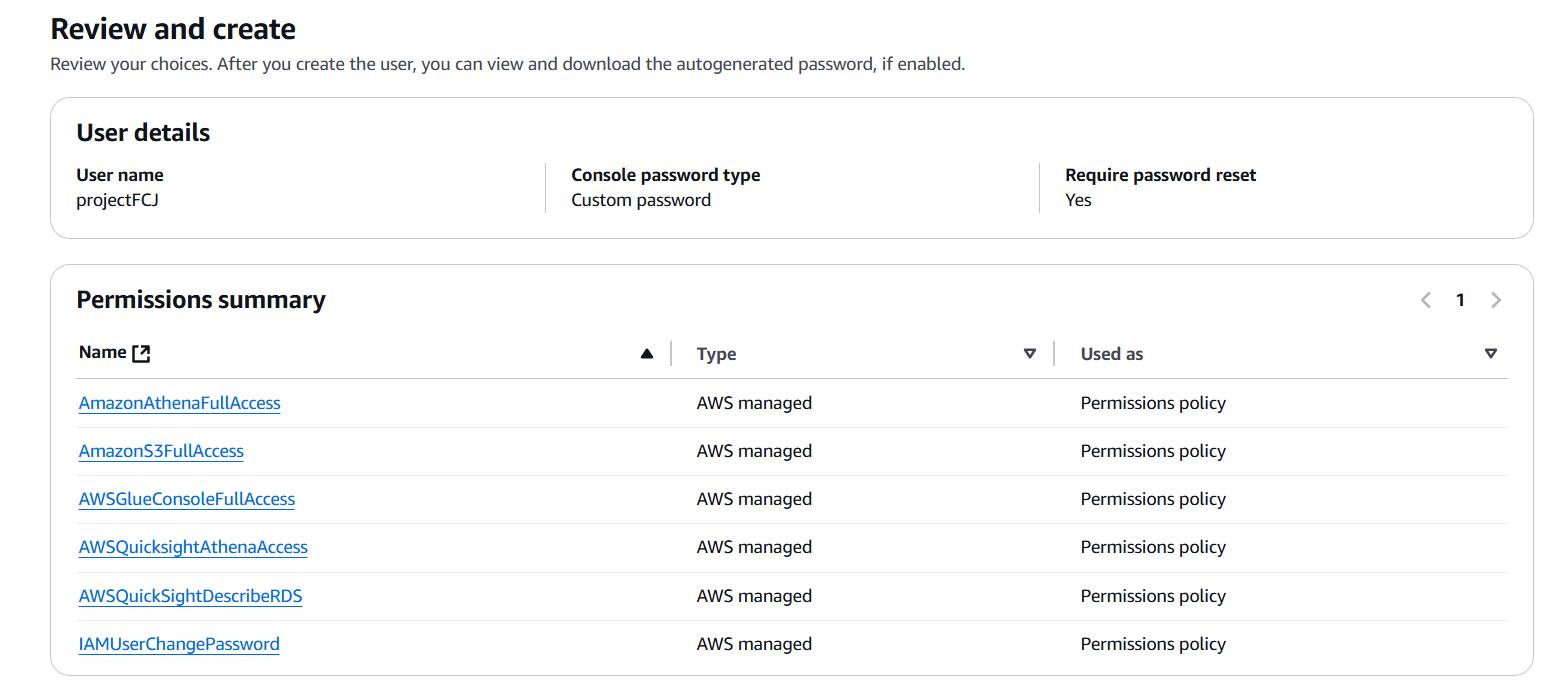 Review and create
Review your choices. After you create the user, you can view and download the autogenerated password, if enabled.
User details
User name Console password type Require password reset
projectFCJ Custom password Yes
Permissions summary 1
Name Type Used as
AmazonAthenaFullAccess AWS managed Permissions policy
AmazonS3FullAccess AWS managed Permissions policy
AWSGlueConsoleFullAccess AWS managed Permissions policy
AWSQuicksightAthenaAccess AWS managed Permissions policy
AWSQuickSightDescribeRDS AWS managed Permissions policy
IAMUserChangePassword AWS managed Permissions policy